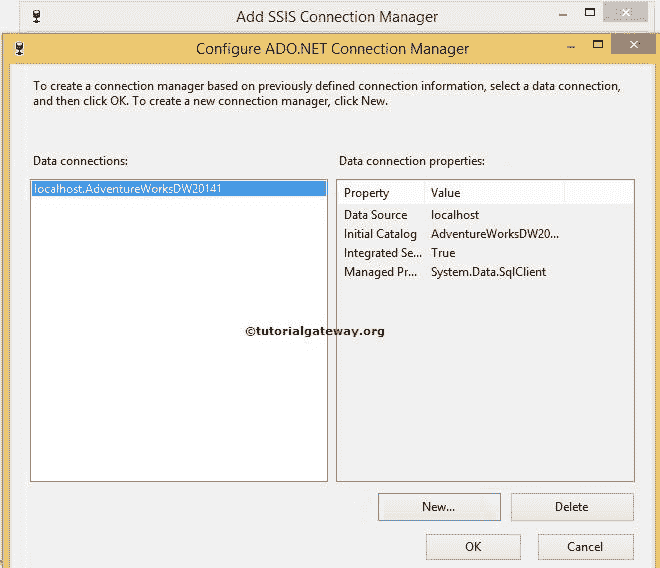 Add SSIS Connection Manager
Configure ADO.NET Connection Manager
To create a connection manager based on previously defined connection information, select a data connection,
and then click OK. To create a new connection manager, click New.
Data connections:
Data connection properties:
localhost.AdventureWorksDW20141
Property Value
Data Source localhost
Initial Catalog AdventureWorksDW20...
Integrated Se... True
Managed Pr... System.Data.SqlClient
©tutorialgateway.org
New... Delete
OK Cancel